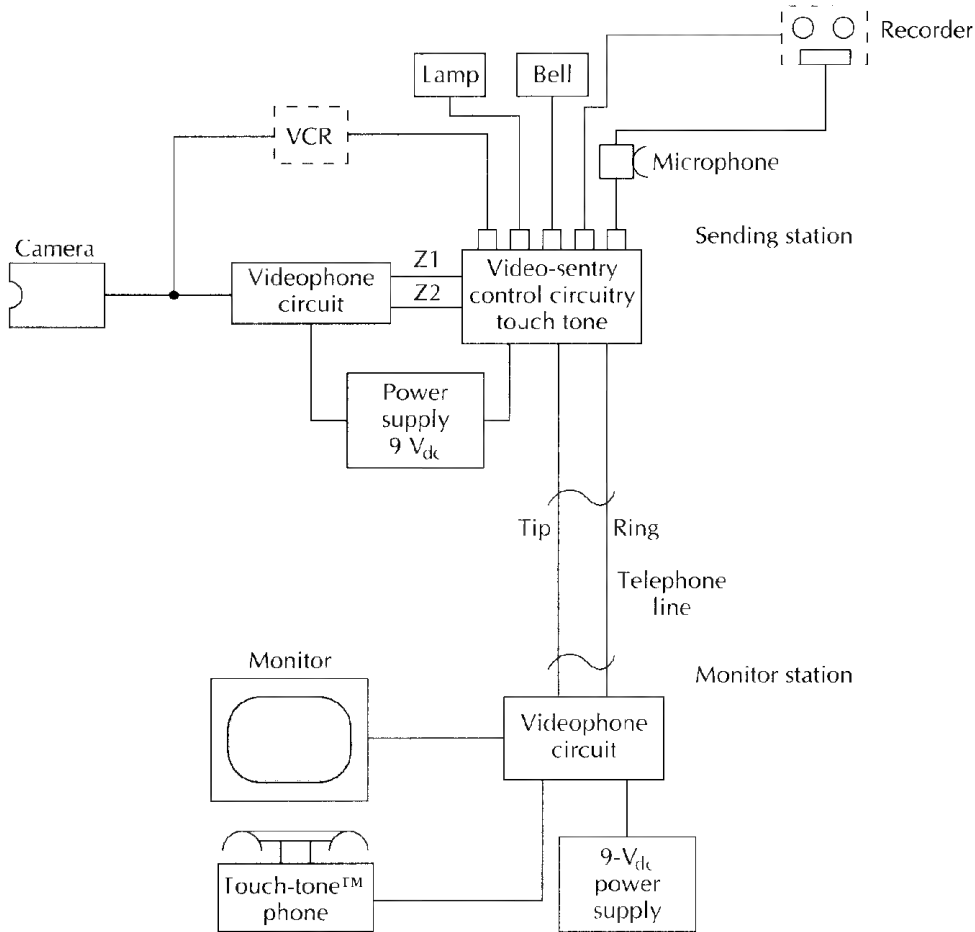 Recorder
Lamp
Bell
VCR
Microphone
Sending station
Camera
Videophone
circuit
Z1
Z2
Video-sentry
control circuitry
touch tone
Power
supply
9 Vdc
Tip
Ring
Telephone
line
Monitor
Monitor station
Videophone
circuit
Touch-tone™
phone
9-Vdc
power
supply